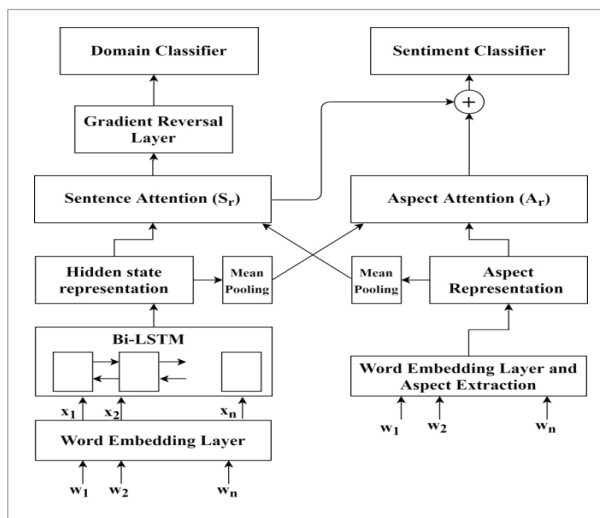 Domain Classifier
Sentiment Classifier
+
Gradient Reversal
Layer
Sentence Attention (Sr)
Aspect Attention (Ar)
Hidden state
representation
Mean
Pooling
Mean
Pooling
Aspect
Representation
Bi-LSTM
Word Embedding Layer and
Aspect Extraction
x1 x2 xn
w1 w2 wn
Word Embedding Layer
w1 w2 wn